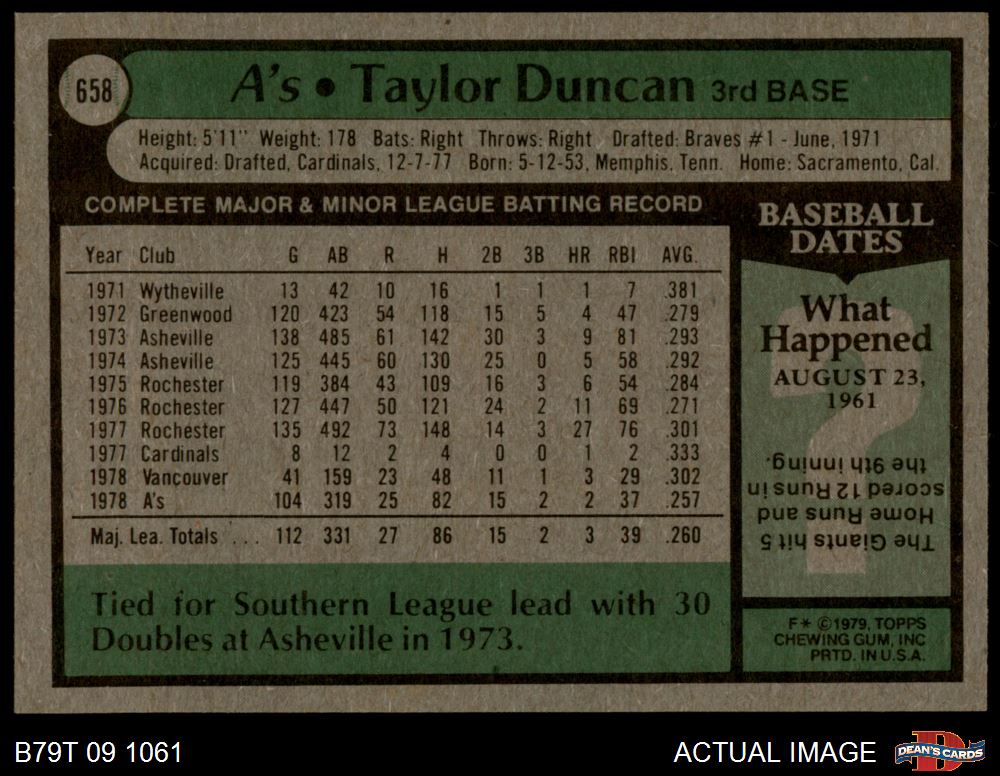 658
A's • Taylor Duncan 3rd BASE
Height: 5'11" Weight: 178 Bats: Right Throws: Right Drafted: Braves #1 - June, 1971
Acquired: Drafted, Cardinals, 12-7-77 Born: 5-12-53, Memphis. Tenn. Home: Sacramento, Cal.
COMPLETE MAJOR & MINOR LEAGUE BATTING RECORD
Year Club G AB R H 2B 3B HR RBI AVG.
1971 Wytheville 13 42 10 16 1 1 1 7 .381
1972 Greenwood 120 423 54 118 15 5 4 47 .279
1973 Asheville 138 485 61 142 30 3 9 81 .293
1974 Asheville 125 445 60 130 25 0 5 58 .292
1975 Rochester 119 384 43 109 16 3 6 54 .284
1976 Rochester 127 447 50 121 24 2 11 69 .271
1977 Rochester 135 492 73 148 14 3 27 76 .301
1977 Cardinals 8 12 2 4 0 0 1 2 .333
1978 Vancouver 41 159 23 48 11 1 3 29 .302
1978 A's 104 319 25 82 15 2 2 37 .257
Maj. Lea. Totals ... 112 331 27 86 15 2 3 39 .260
Tied for Southern League lead with 30
Doubles at Asheville in 1973.
BASEBALL
DATES
What
Happened
AUGUST 23,
1961
The Giants hit 5
Home Runs and
scored 12 Runs in
the 9th inning.
F* ©1979, TOPPS
CHEWING GUM, INC
PRTD. IN U.S.A.
B79T 09 1061
ACTUAL IMAGE
DEAN'S CARDS